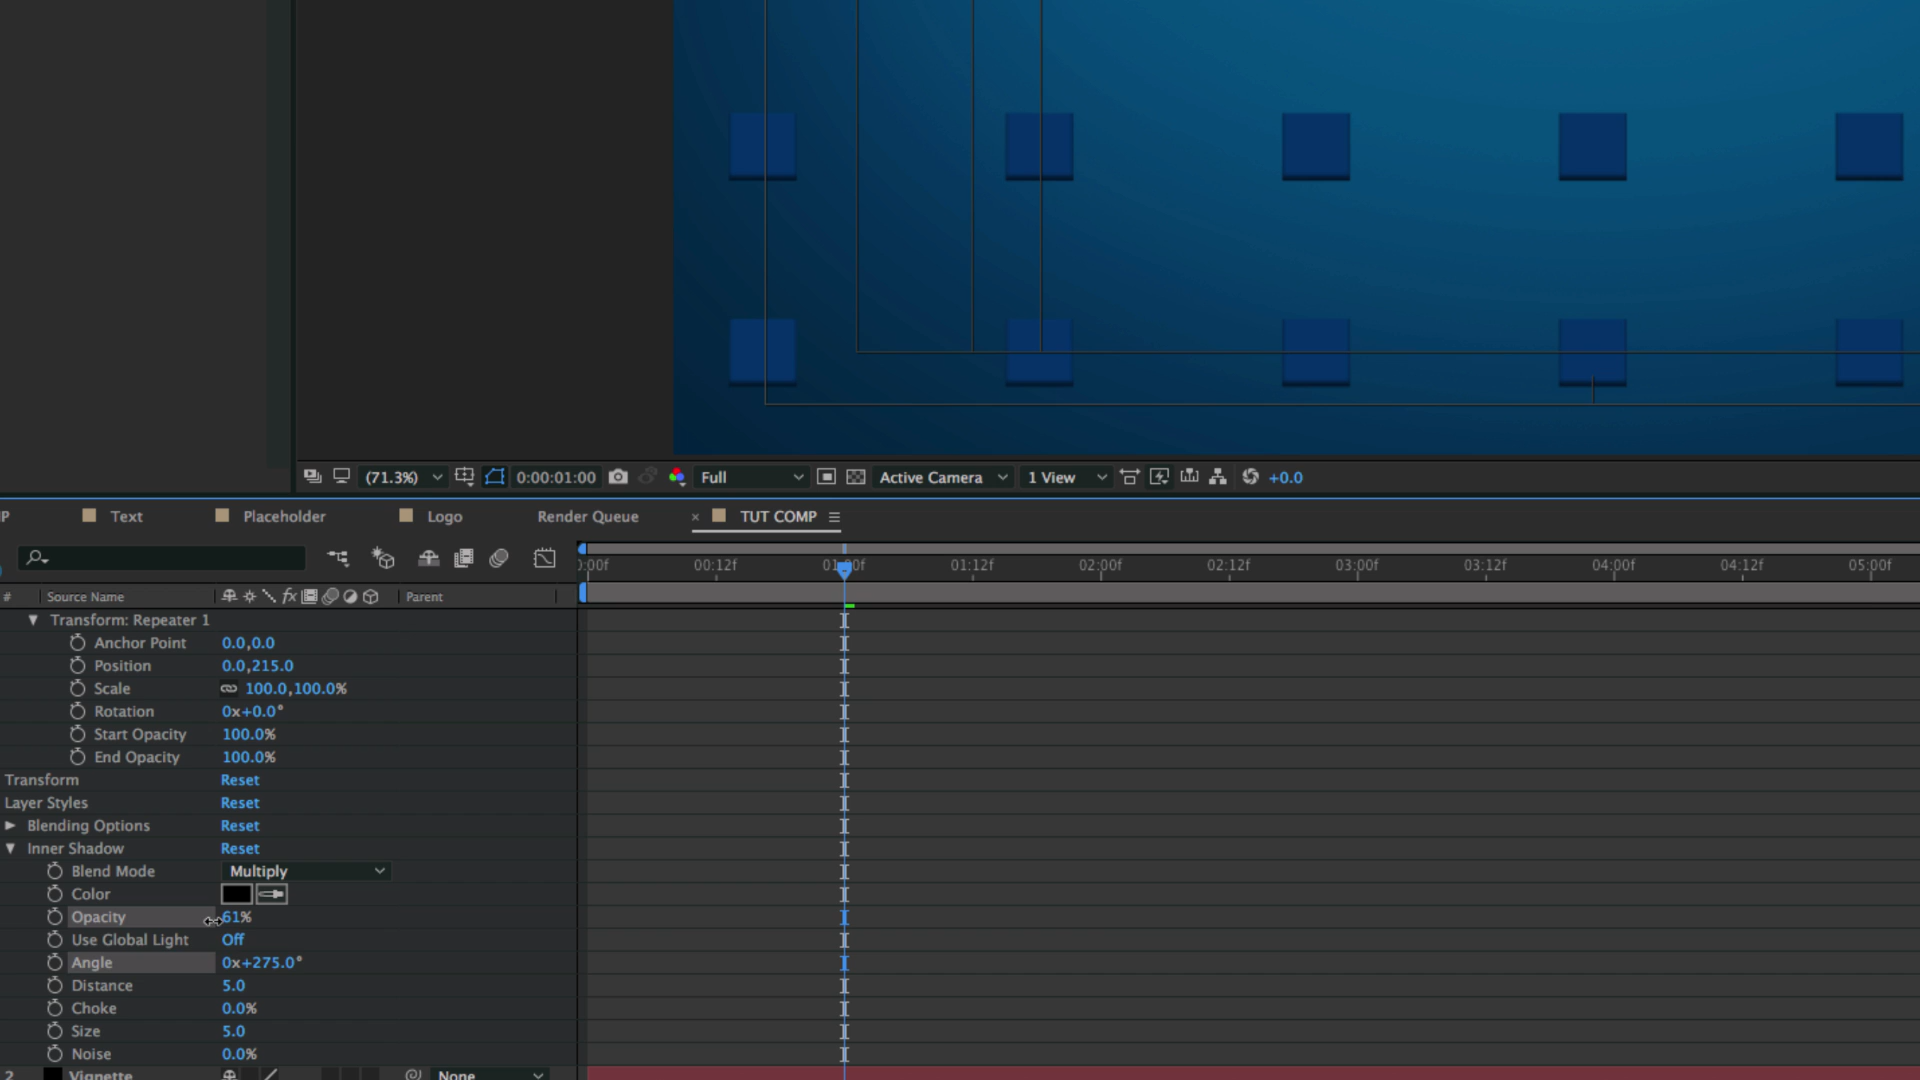 (71.3%) 0:00:01:00 Full Active Camera 1 View +0.0
P Text Placeholder Logo Render Queue × TUT COMP
:00f 00:12f 01:00f 01:12f 02:00f 02:12f 03:00f 03:12f 04:00f 04:12f 05:00f
# Source Name fx Parent
Transform: Repeater 1
Anchor Point 0.0,0.0
Position 0.0,215.0
Scale 100.0,100.0%
Rotation 0x+0.0°
Start Opacity 100.0%
End Opacity 100.0%
Transform Reset
Layer Styles Reset
Blending Options Reset
Inner Shadow Reset
Blend Mode Multiply
Color
Opacity 61%
Use Global Light Off
Angle 0x+275.0°
Distance 5.0
Choke 0.0%
Size 5.0
Noise 0.0%
2 Vignette None